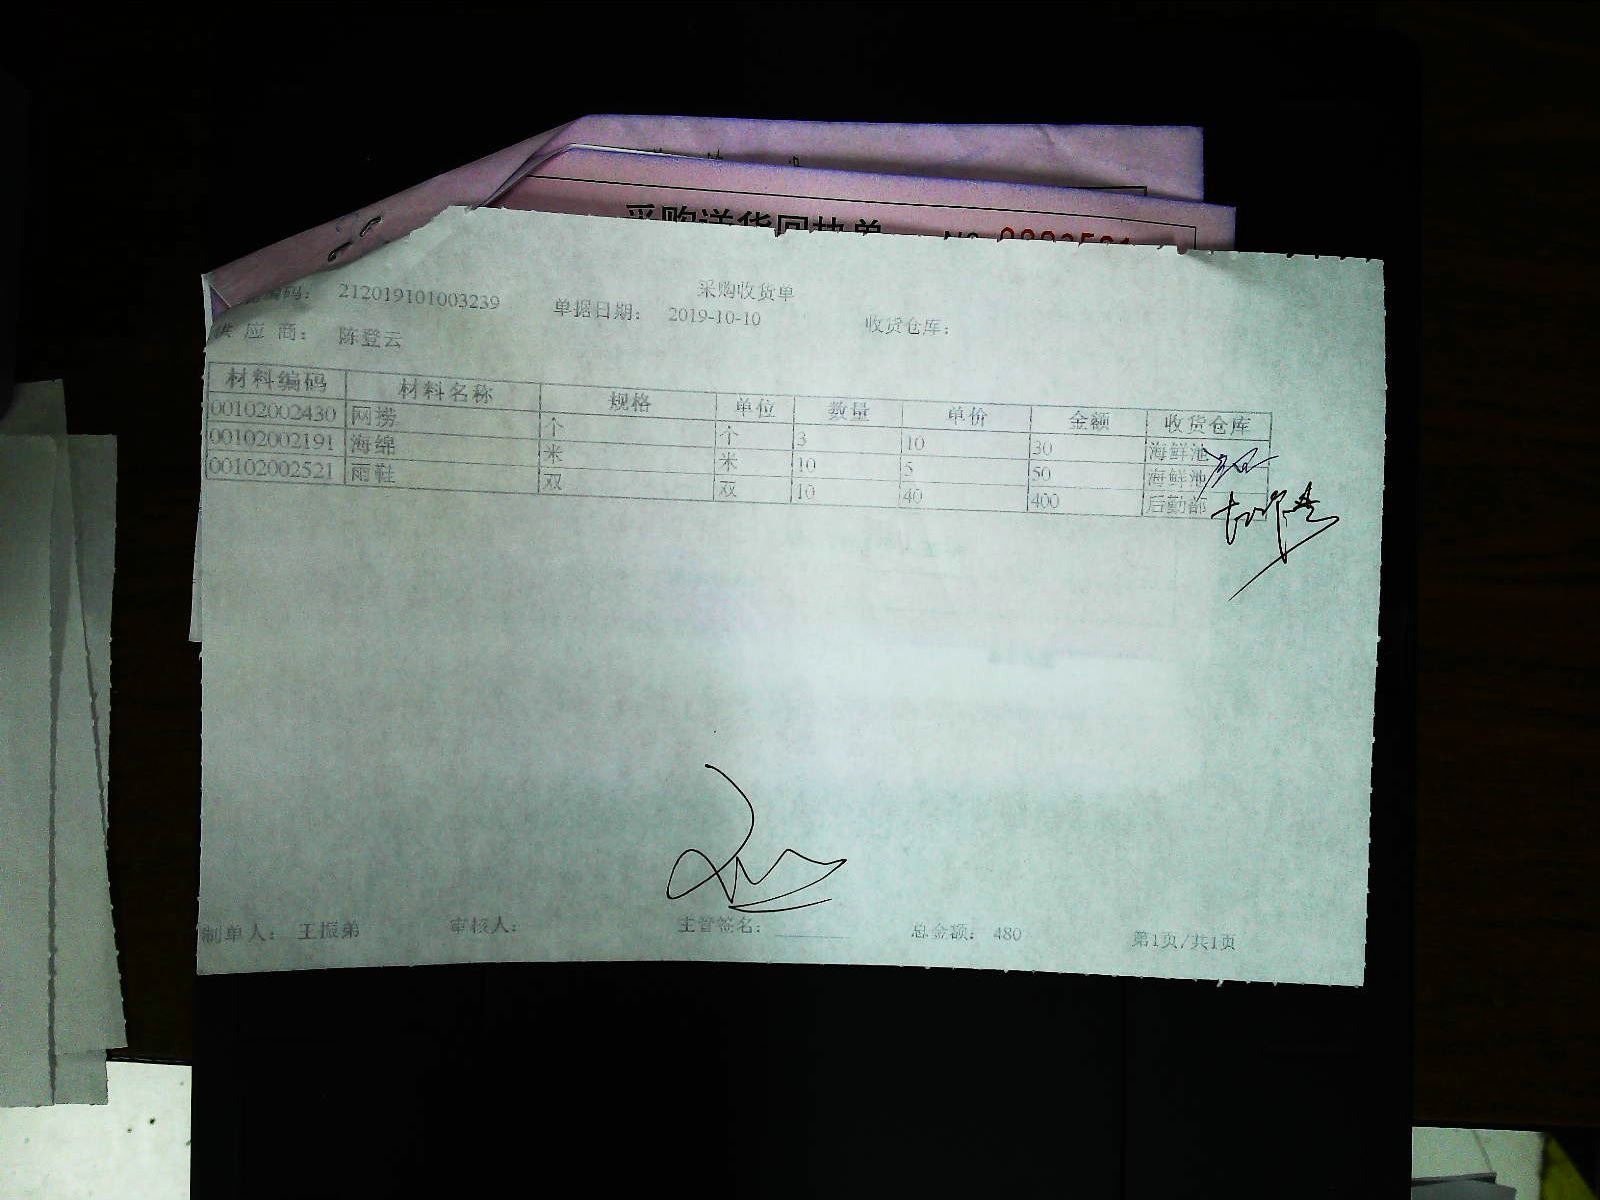 采购送货回执单 NO
采购收货单
编码: 212019101003239 单据日期: 2019-10-10 收货仓库:
供应商: 陈登云
材料编码 材料名称 规格 单位 数量 单价 金额 收货仓库
00102002430 网捞 个 个 3 10 30 海鲜池
00102002191 海绵 米 米 10 5 50 海鲜池
00102002521 雨鞋 双 双 10 40 400 后勤部
制单人: 王振弟 审核人: 主管签名: 总金额: 480 第1页/共1页